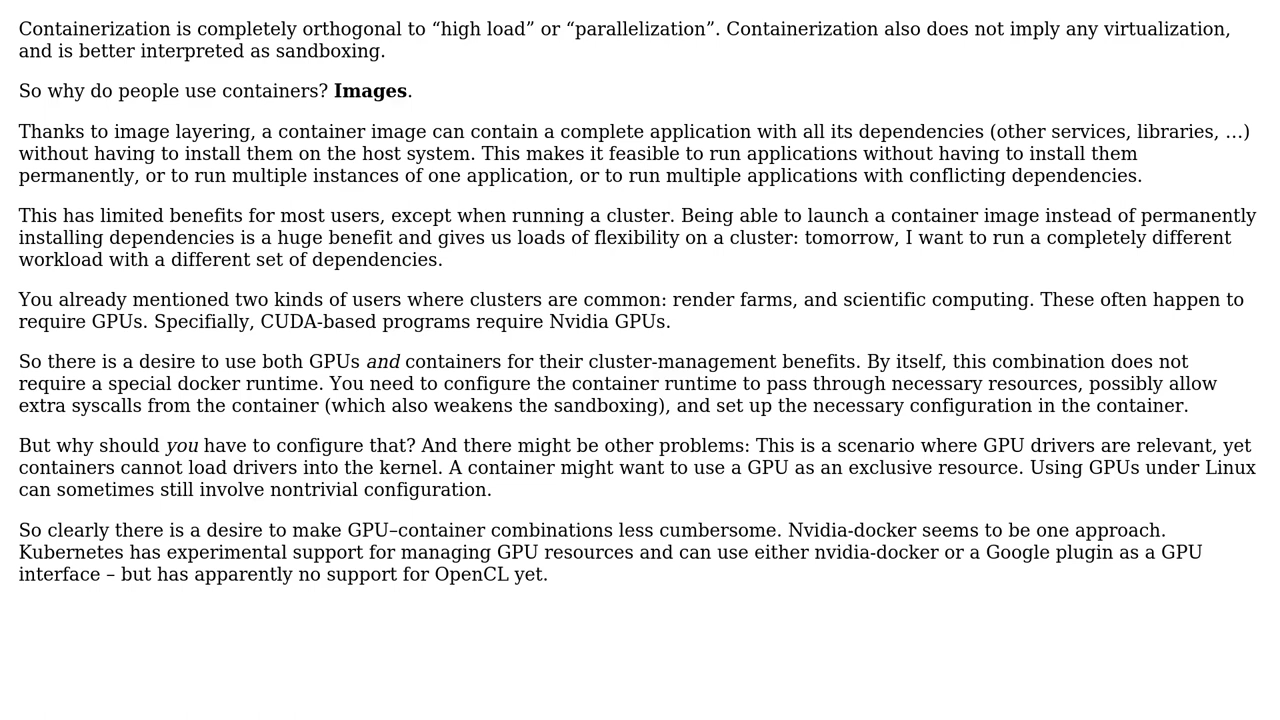 Containerization is completely orthogonal to “high load” or “parallelization”. Containerization also does not imply any virtualization,
and is better interpreted as sandboxing.
So why do people use containers? Images.
Thanks to image layering, a container image can contain a complete application with all its dependencies (other services, libraries, …)
without having to install them on the host system. This makes it feasible to run applications without having to install them
permanently, or to run multiple instances of one application, or to run multiple applications with conflicting dependencies.
This has limited benefits for most users, except when running a cluster. Being able to launch a container image instead of permanently
installing dependencies is a huge benefit and gives us loads of flexibility on a cluster: tomorrow, I want to run a completely different
workload with a different set of dependencies.
You already mentioned two kinds of users where clusters are common: render farms, and scientific computing. These often happen to
require GPUs. Specifially, CUDA-based programs require Nvidia GPUs.
So there is a desire to use both GPUs and containers for their cluster-management benefits. By itself, this combination does not
require a special docker runtime. You need to configure the container runtime to pass through necessary resources, possibly allow
extra syscalls from the container (which also weakens the sandboxing), and set up the necessary configuration in the container.
But why should you have to configure that? And there might be other problems: This is a scenario where GPU drivers are relevant, yet
containers cannot load drivers into the kernel. A container might want to use a GPU as an exclusive resource. Using GPUs under Linux
can sometimes still involve nontrivial configuration.
So clearly there is a desire to make GPU–container combinations less cumbersome. Nvidia-docker seems to be one approach.
Kubernetes has experimental support for managing GPU resources and can use either nvidia-docker or a Google plugin as a GPU
interface – but has apparently no support for OpenCL yet.